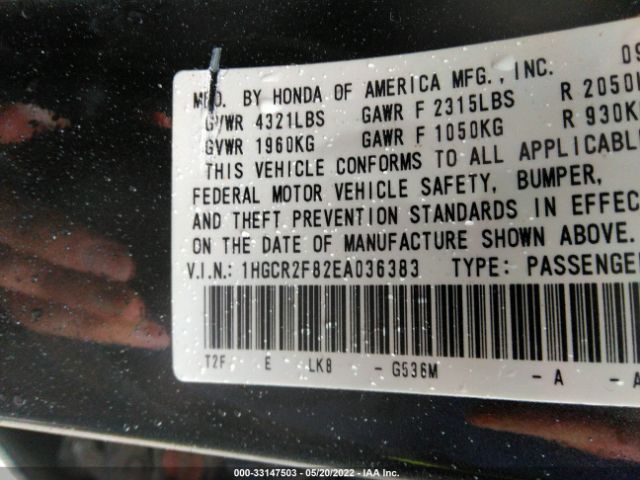 MFD. BY HONDA OF AMERICA MFG., INC. 09
GVWR 4321LBS GAWR F 2315LBS R 2050
GVWR 1960KG GAWR F 1050KG R 930K
THIS VEHICLE CONFORMS TO ALL APPLICABLE
FEDERAL MOTOR VEHICLE SAFETY, BUMPER,
AND THEFT PREVENTION STANDARDS IN EFFEC
ON THE DATE OF MANUFACTURE SHOWN ABOVE.
V.I.N.: 1HGCR2F82EA036383 TYPE: PASSENGE
T2F E LK8 - G536M - A - A
000-33147503 - 05/20/2022 - IAA Inc.